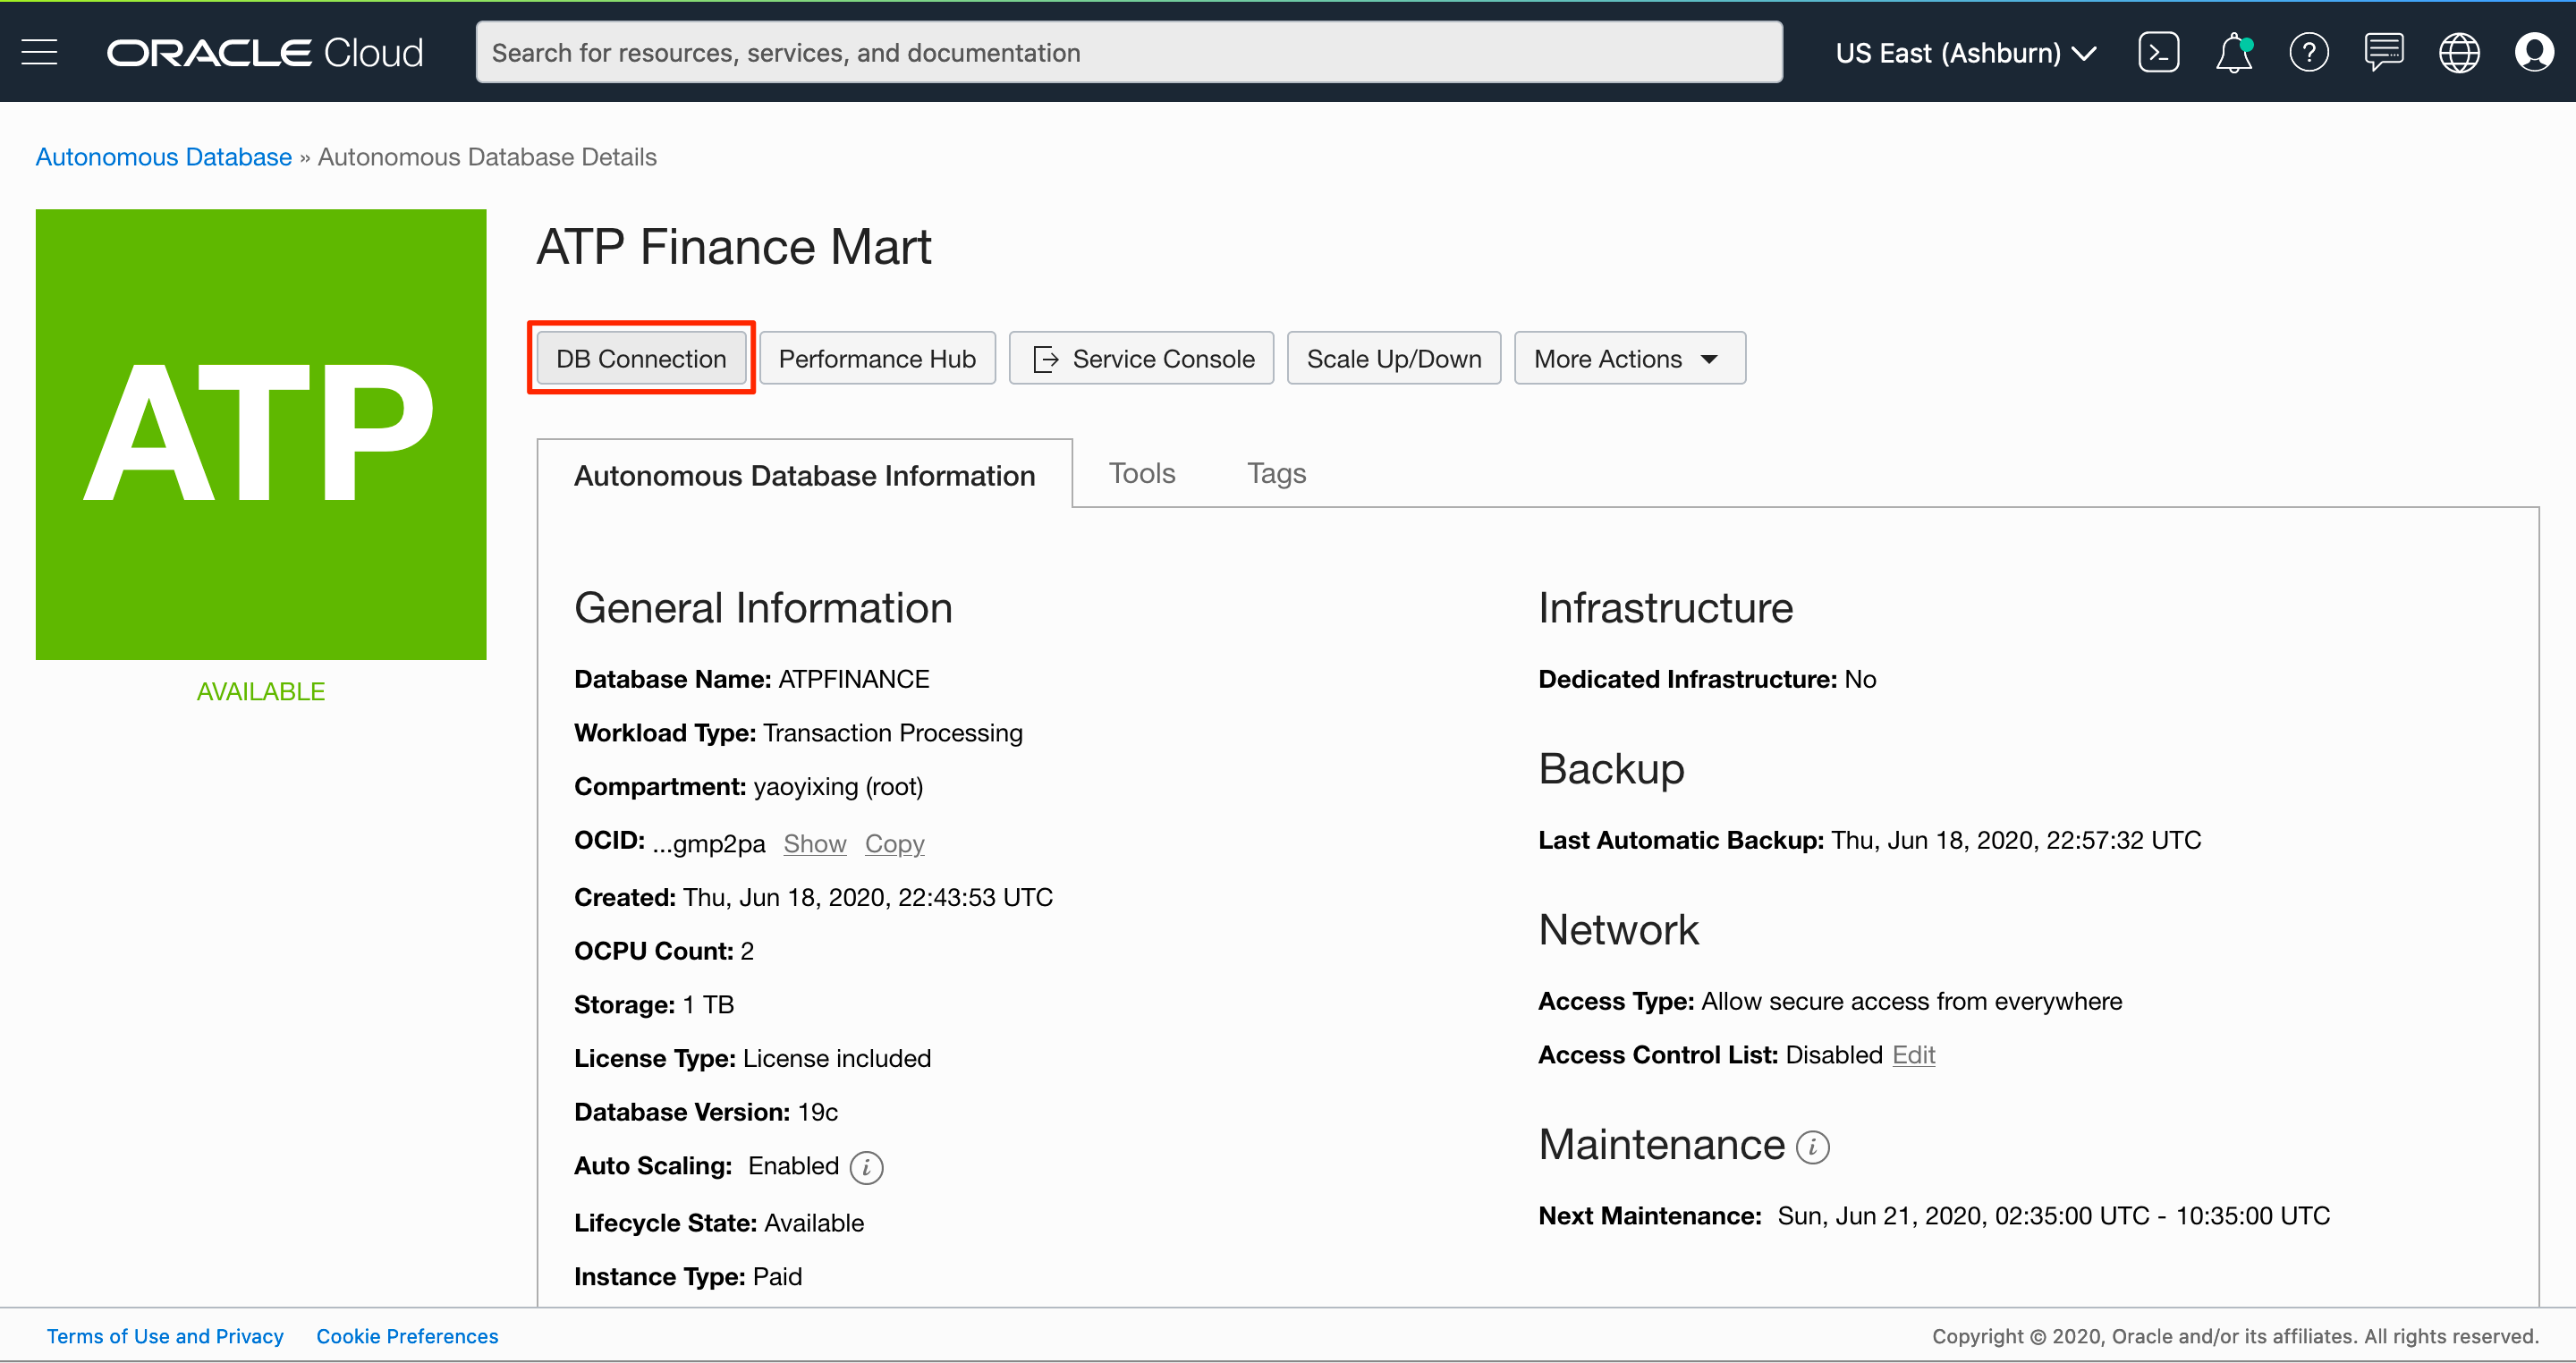 ORACLE Cloud
Search for resources, services, and documentation
US East (Ashburn)
Autonomous Database » Autonomous Database Details
ATP
AVAILABLE
ATP Finance Mart
DB Connection
Performance Hub
Service Console
Scale Up/Down
More Actions
Autonomous Database Information
Tools
Tags
General Information
Database Name: ATPFINANCE
Workload Type: Transaction Processing
Compartment: yaoyixing (root)
OCID: ...gmp2pa Show Copy
Created: Thu, Jun 18, 2020, 22:43:53 UTC
OCPU Count: 2
Storage: 1 TB
License Type: License included
Database Version: 19c
Auto Scaling: Enabled i
Lifecycle State: Available
Instance Type: Paid
Infrastructure
Dedicated Infrastructure: No
Backup
Last Automatic Backup: Thu, Jun 18, 2020, 22:57:32 UTC
Network
Access Type: Allow secure access from everywhere
Access Control List: Disabled Edit
Maintenance i
Next Maintenance: Sun, Jun 21, 2020, 02:35:00 UTC - 10:35:00 UTC
Terms of Use and Privacy
Cookie Preferences
Copyright © 2020, Oracle and/or its affiliates. All rights reserved.